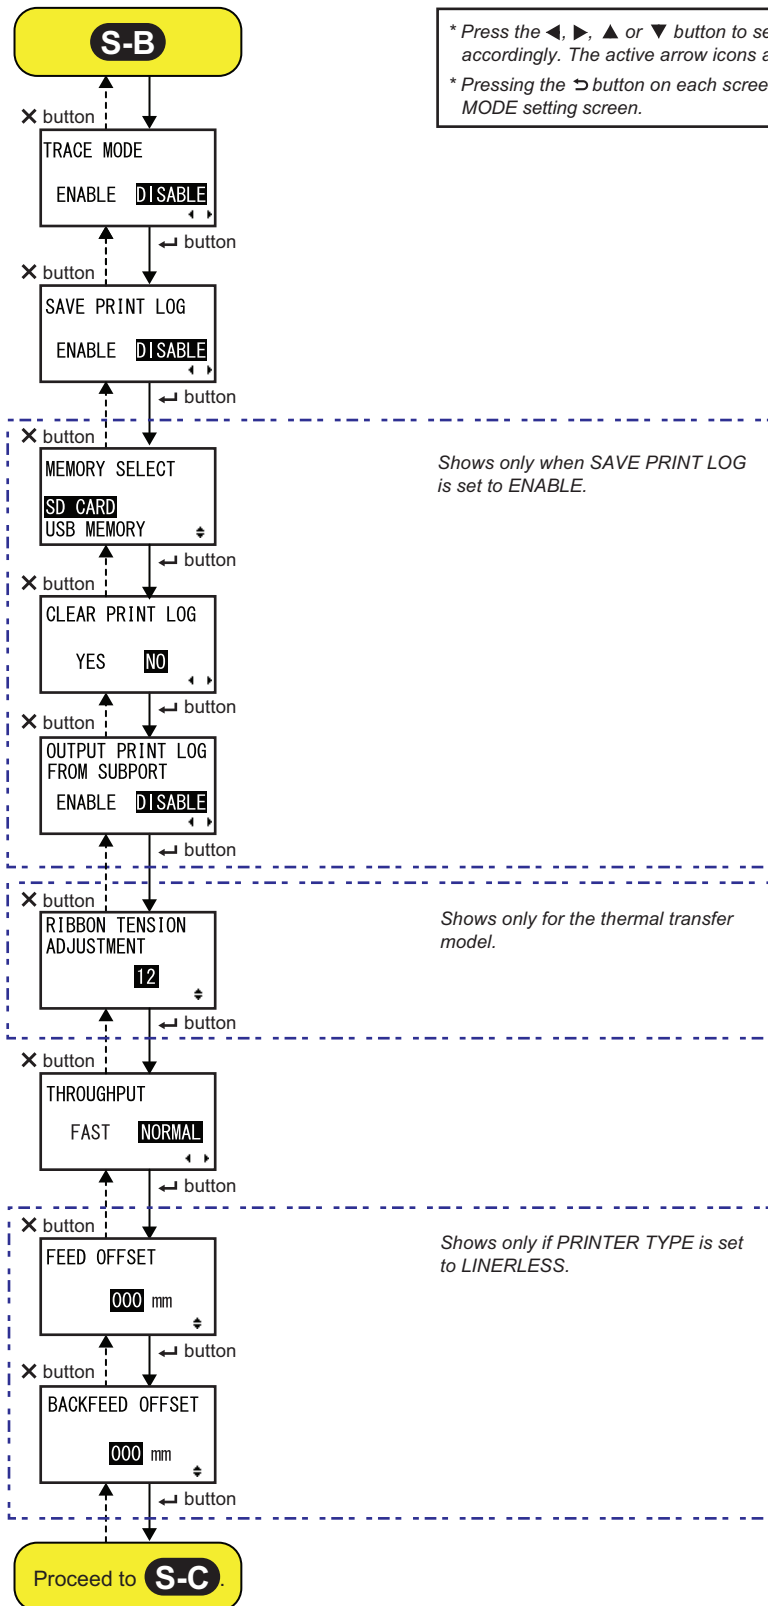 S-B
* Press the ◀, ▶, ▲ or ▼ button to se
accordingly. The active arrow icons a
* Pressing the ⮌ button on each scree
MODE setting screen.
✕ button
TRACE MODE
ENABLE DISABLE
↵ button
✕ button
SAVE PRINT LOG
ENABLE DISABLE
↵ button
✕ button
MEMORY SELECT
SD CARD
USB MEMORY
Shows only when SAVE PRINT LOG
is set to ENABLE.
↵ button
✕ button
CLEAR PRINT LOG
YES NO
↵ button
✕ button
OUTPUT PRINT LOG
FROM SUBPORT
ENABLE DISABLE
↵ button
✕ button
RIBBON TENSION
ADJUSTMENT
12
Shows only for the thermal transfer
model.
↵ button
✕ button
THROUGHPUT
FAST NORMAL
↵ button
✕ button
FEED OFFSET
000 mm
Shows only if PRINTER TYPE is set
to LINERLESS.
↵ button
✕ button
BACKFEED OFFSET
000 mm
↵ button
Proceed to S-C.